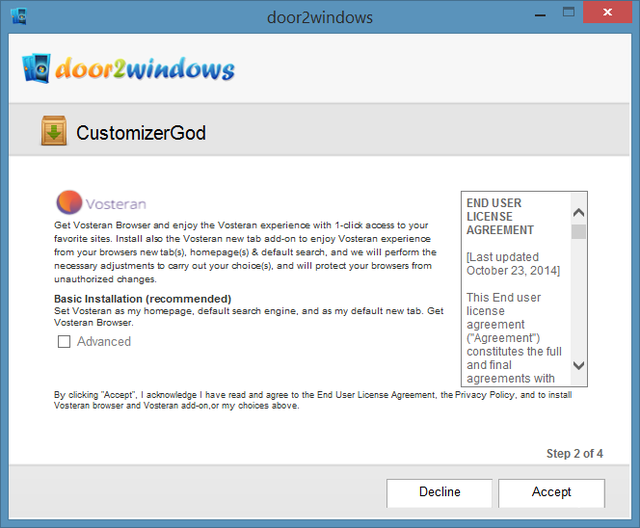 door2windows
door2windows
CustomizerGod
Vosteran
Get Vosteran Browser and enjoy the Vosteran experience with 1-click access to your
favorite sites. Install also the Vosteran new tab add-on to enjoy Vosteran experience
from your browsers new tab(s), homepage(s) & default search, and we will perform the
necessary adjustments to carry out your choice(s), and will protect your browsers from
unauthorized changes.
Basic Installation (recommended)
Set Vosteran as my homepage, default search engine, and as my default new tab. Get
Vosteran Browser.
Advanced
END USER
LICENSE
AGREEMENT
[Last updated
October 23, 2014]
This End user
license
agreement
("Agreement")
constitutes the full
and final
agreements with
By clicking "Accept", I acknowledge I have read and agree to the End User License Agreement, the Privacy Policy, and to install
Vosteran browser and Vosteran add-on,or my choices above.
Step 2 of 4
Decline
Accept